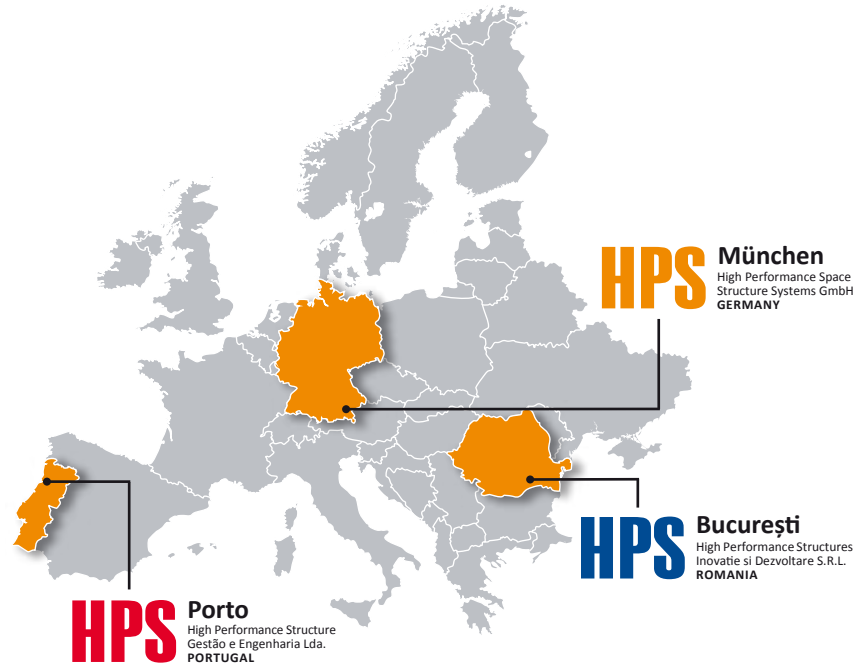 HPS
München
High Performance Space
Structure Systems GmbH
GERMANY
HPS
București
High Performance Structures
Inovatie si Dezvoltare S.R.L.
ROMANIA
HPS
Porto
High Performance Structure
Gestão e Engenharia Lda.
PORTUGAL